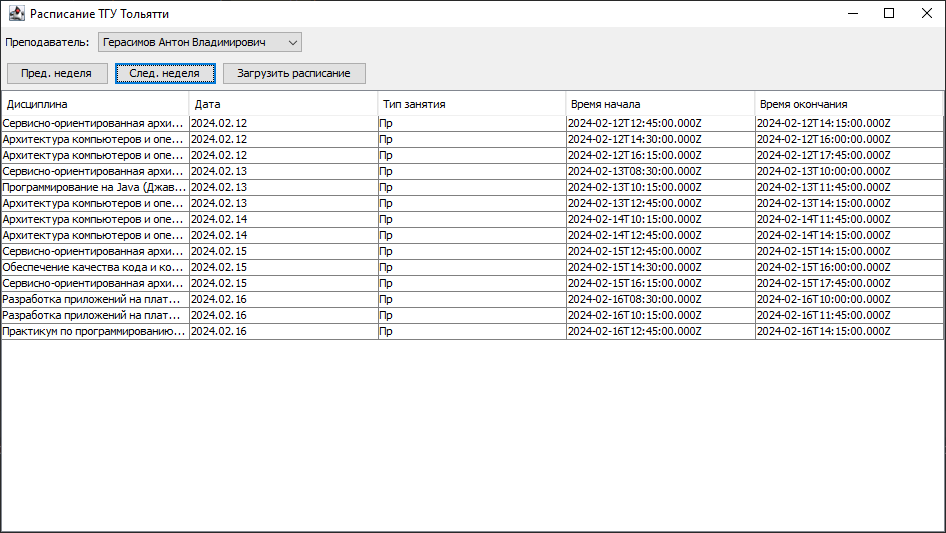 Расписание ТГУ Тольятти
Преподаватель: Герасимов Антон Владимирович
Пред. неделя След. неделя Загрузить расписание
Дисциплина Дата Тип занятия Время начала Время окончания
Сервисно-ориентированная архи... 2024.02.12 Пр 2024-02-12T12:45:00.000Z 2024-02-12T14:15:00.000Z
Архитектура компьютеров и опе... 2024.02.12 Пр 2024-02-12T14:30:00.000Z 2024-02-12T16:00:00.000Z
Архитектура компьютеров и опе... 2024.02.12 Пр 2024-02-12T16:15:00.000Z 2024-02-12T17:45:00.000Z
Сервисно-ориентированная архи... 2024.02.13 Пр 2024-02-13T08:30:00.000Z 2024-02-13T10:00:00.000Z
Программирование на Java (Джав... 2024.02.13 Пр 2024-02-13T10:15:00.000Z 2024-02-13T11:45:00.000Z
Архитектура компьютеров и опе... 2024.02.13 Пр 2024-02-13T12:45:00.000Z 2024-02-13T14:15:00.000Z
Архитектура компьютеров и опе... 2024.02.14 Пр 2024-02-14T10:15:00.000Z 2024-02-14T11:45:00.000Z
Архитектура компьютеров и опе... 2024.02.14 Пр 2024-02-14T12:45:00.000Z 2024-02-14T14:15:00.000Z
Сервисно-ориентированная архи... 2024.02.15 Пр 2024-02-15T12:45:00.000Z 2024-02-15T14:15:00.000Z
Обеспечение качества кода и ко... 2024.02.15 Пр 2024-02-15T14:30:00.000Z 2024-02-15T16:00:00.000Z
Сервисно-ориентированная архи... 2024.02.15 Пр 2024-02-15T16:15:00.000Z 2024-02-15T17:45:00.000Z
Разработка приложений на плат... 2024.02.16 Пр 2024-02-16T08:30:00.000Z 2024-02-16T10:00:00.000Z
Разработка приложений на плат... 2024.02.16 Пр 2024-02-16T10:15:00.000Z 2024-02-16T11:45:00.000Z
Практикум по программированию... 2024.02.16 Пр 2024-02-16T12:45:00.000Z 2024-02-16T14:15:00.000Z